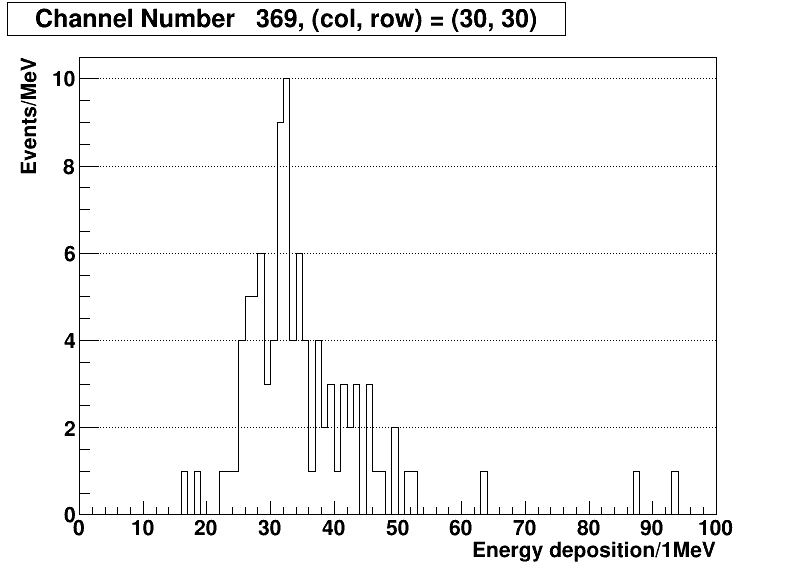 Channel Number 369, (col, row) = (30, 30)
Events/MeV
10
8
6
4
2
0
0 10 20 30 40 50 60 70 80 90 100
Energy deposition/1MeV